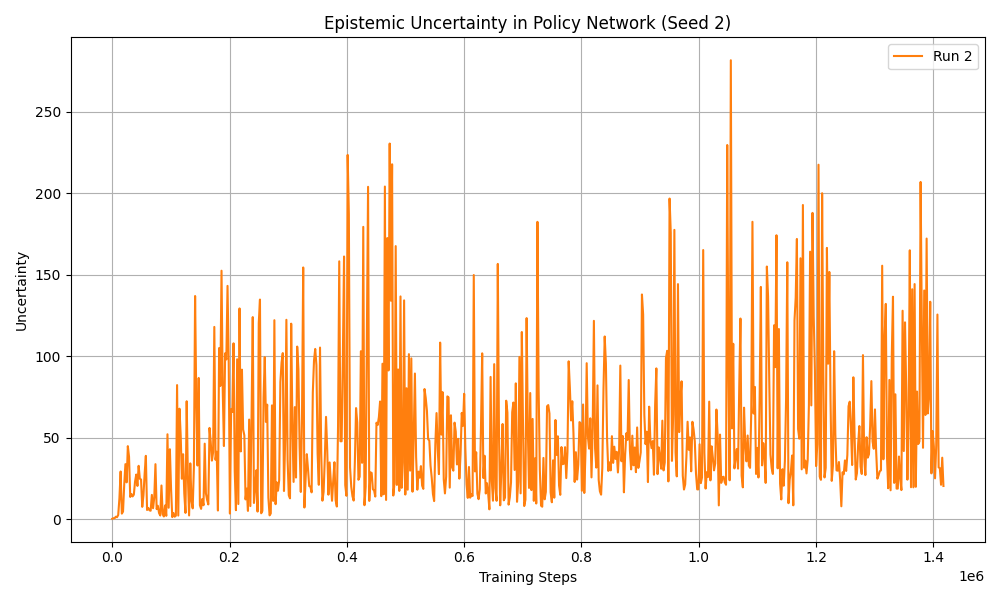 Epistemic Uncertainty in Policy Network (Seed 2)
Run 2
250
200
150
100
50
0
Uncertainty
0.0 0.2 0.4 0.6 0.8 1.0 1.2 1.4
1e6
Training Steps